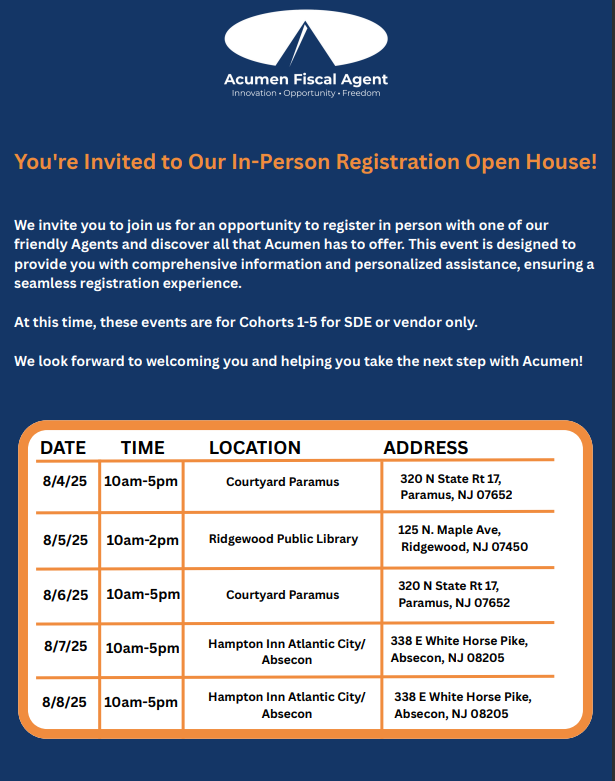 Acumen Fiscal Agent
Innovation • Opportunity • Freedom
You're Invited to Our In-Person Registration Open House!
We invite you to join us for an opportunity to register in person with one of our
friendly Agents and discover all that Acumen has to offer. This event is designed to
provide you with comprehensive information and personalized assistance, ensuring a
seamless registration experience.
At this time, these events are for Cohorts 1-5 for SDE or vendor only.
We look forward to welcoming you and helping you take the next step with Acumen!
DATE TIME LOCATION ADDRESS
8/4/25 10am-5pm Courtyard Paramus 320 N State Rt 17,
Paramus, NJ 07652
8/5/25 10am-2pm Ridgewood Public Library 125 N. Maple Ave,
Ridgewood, NJ 07450
8/6/25 10am-5pm Courtyard Paramus 320 N State Rt 17,
Paramus, NJ 07652
8/7/25 10am-5pm Hampton Inn Atlantic City/ 338 E White Horse Pike,
Absecon Absecon, NJ 08205
8/8/25 10am-5pm Hampton Inn Atlantic City/ 338 E White Horse Pike,
Absecon Absecon, NJ 08205